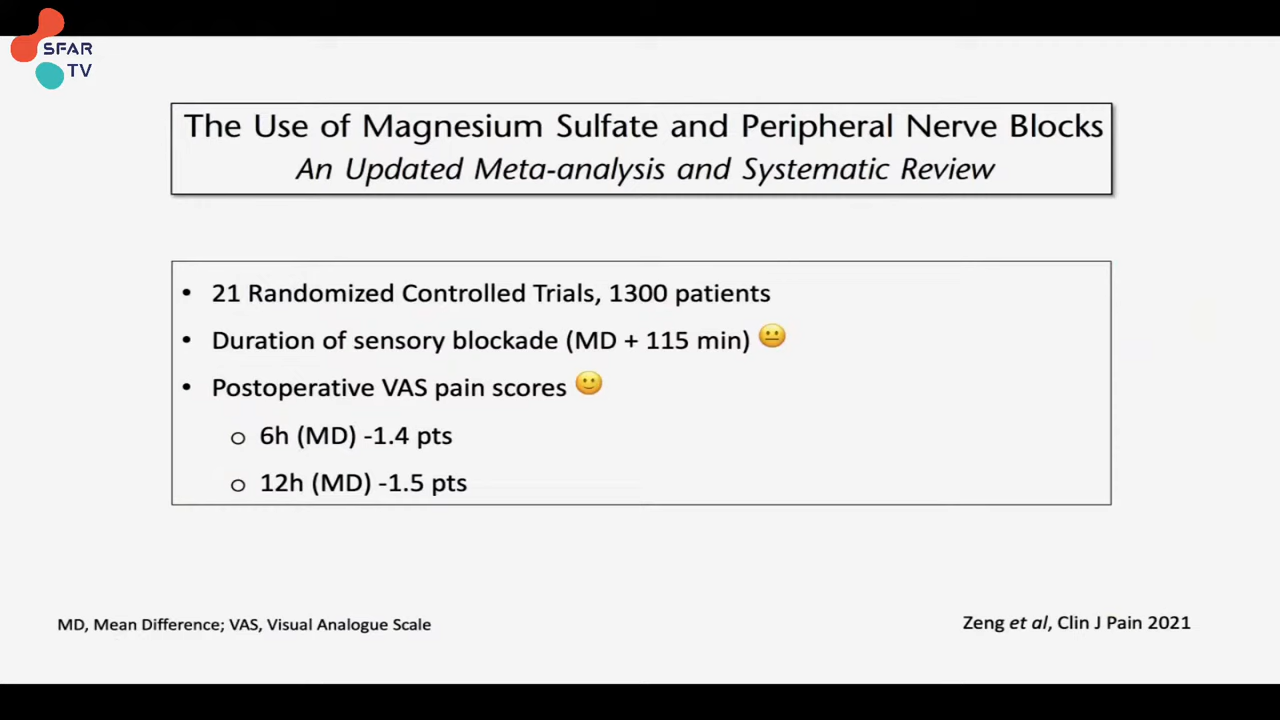 SFAR
TV
The Use of Magnesium Sulfate and Peripheral Nerve Blocks
An Updated Meta-analysis and Systematic Review
• 21 Randomized Controlled Trials, 1300 patients
• Duration of sensory blockade (MD + 115 min) 😐
• Postoperative VAS pain scores 🙂
o 6h (MD) -1.4 pts
o 12h (MD) -1.5 pts
MD, Mean Difference; VAS, Visual Analogue Scale
Zeng et al, Clin J Pain 2021